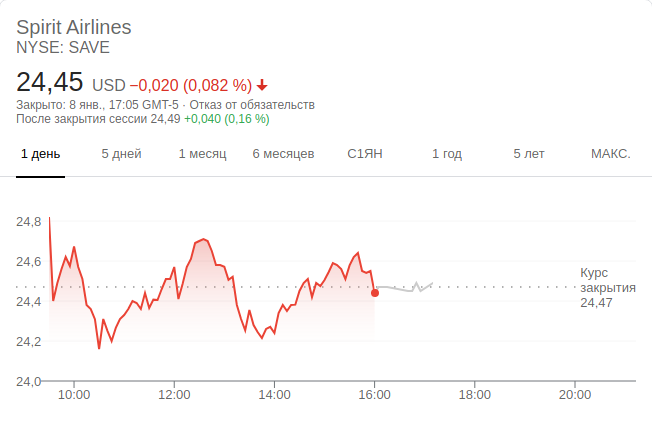 Spirit Airlines
NYSE: SAVE
24,45 USD −0,020 (0,082 %)
Закрыто: 8 янв., 17:05 GMT-5 · Отказ от обязательств
После закрытия сессии 24,49 +0,040 (0,16 %)
1 день 5 дней 1 месяц 6 месяцев С1ЯН 1 год 5 лет МАКС.
24,8
24,6
24,4
24,2
24,0
Курс
закрытия
24,47
10:00 12:00 14:00 16:00 18:00 20:00